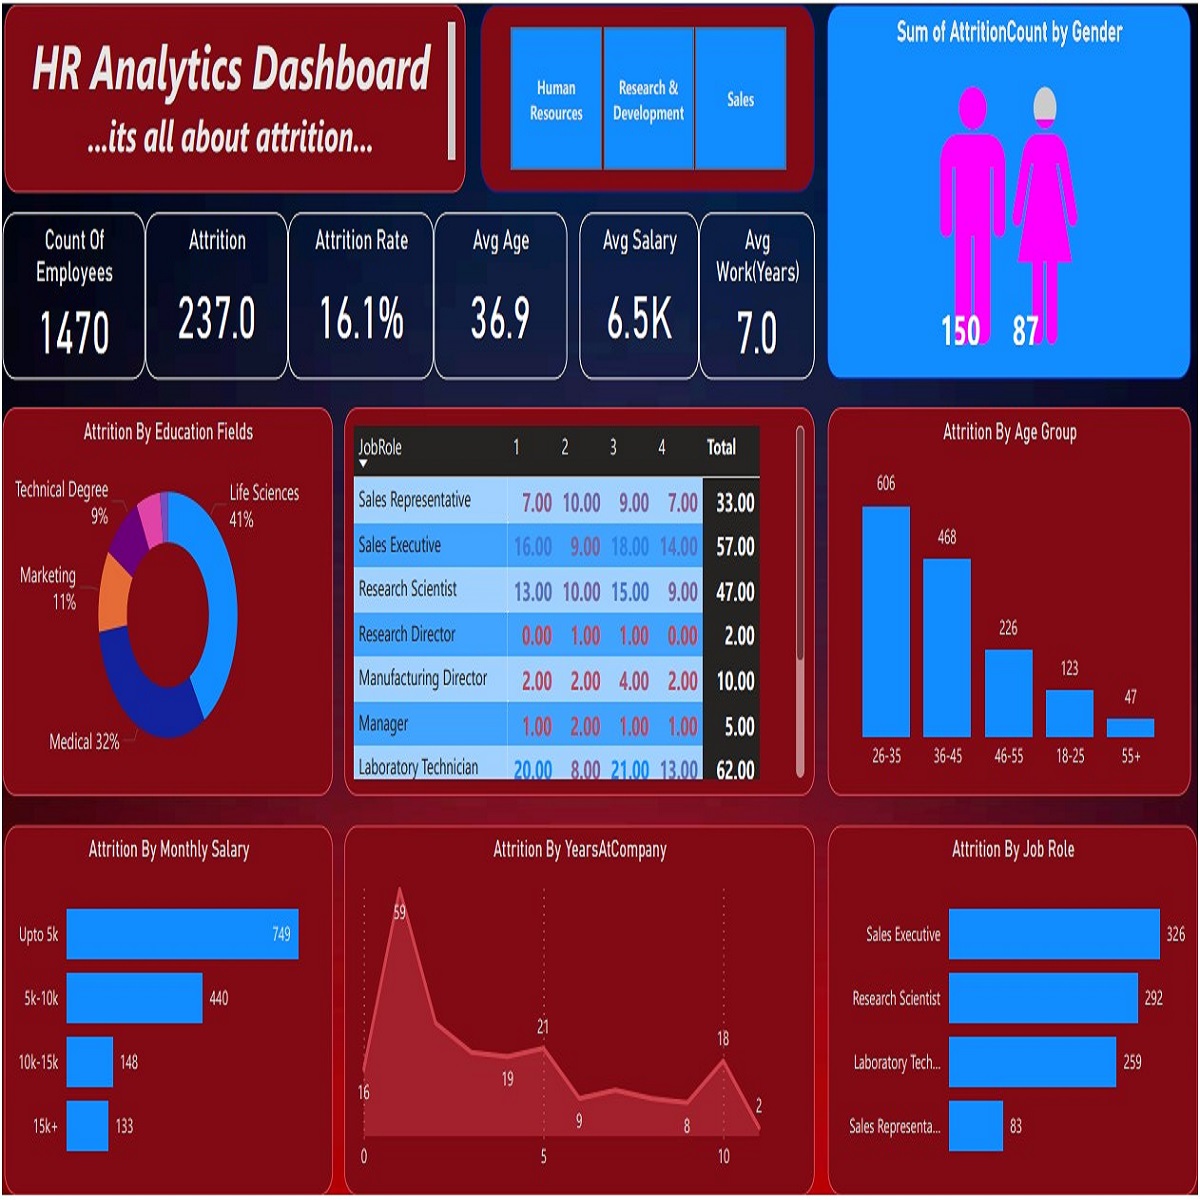 HR Analytics Dashboard
...its all about attrition...
Human
Resources
Research &
Development
Sales
Sum of AttritionCount by Gender
150 87
Count Of
Employees
1470
Attrition
237.0
Attrition Rate
16.1%
Avg Age
36.9
Avg Salary
6.5K
Avg
Work(Years)
7.0
Attrition By Education Fields
Technical Degree
9%
Life Sciences
41%
Marketing
11%
Medical 32%
JobRole 1 2 3 4 Total
Sales Representative 7.00 10.00 9.00 7.00 33.00
Sales Executive 16.00 9.00 18.00 14.00 57.00
Research Scientist 13.00 10.00 15.00 9.00 47.00
Research Director 0.00 1.00 1.00 0.00 2.00
Manufacturing Director 2.00 2.00 4.00 2.00 10.00
Manager 1.00 2.00 1.00 1.00 5.00
Laboratory Technician 20.00 8.00 21.00 13.00 62.00
Attrition By Age Group
606
468
226
123
47
26-35 36-45 46-55 18-25 55+
Attrition By Monthly Salary
Upto 5k 749
5k-10k 440
10k-15k 148
15k+ 133
Attrition By YearsAtCompany
59
16
19
21
9
8
18
2
0 5 10
Attrition By Job Role
Sales Executive 326
Research Scientist 292
Laboratory Tech... 259
Sales Representa... 83